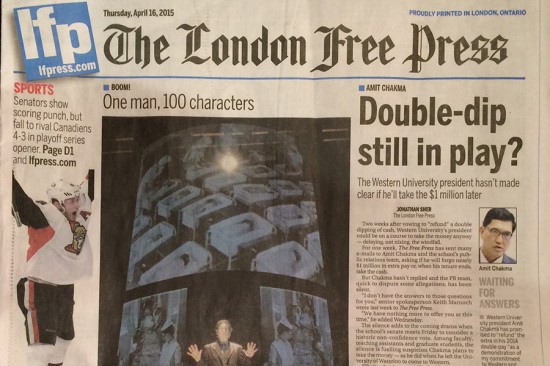 lfp
lfpress.com
Thursday, April 16, 2015
PROUDLY PRINTED IN LONDON, ONTARIO
The London Free Press
SPORTS
Senators show
scoring punch, but
fall to rival Canadiens
4-3 in playoff series
opener. Page D1
and lfpress.com
BOOM!
One man, 100 characters
AMIT CHAKMA
Double-dip
still in play?
The Western University president hasn't made
clear if he'll take the $1 million later
JONATHAN SHER
The London Free Press
Two weeks after vowing to "refund" a double
dipping of cash, Western University's president
could be on a course to take the money anyway
— delaying, not nixing, the windfall.
For one week, The Free Press has sent many
e-mails to Amit Chakma and the school's pub-
lic relations team, asking if he will forgo nearly
$1 million in extra pay or, when his tenure ends,
take the cash.
But Chakma hasn't replied and the PR man,
quick to dispute some allegations, has been
silent.
"I don't have the answers to those questions
for you," senior spokesperson Keith Marnoch
wrote last week to The Free Press.
"We have nothing more to offer you at this
time," he added Wednesday.
The silence adds to the coming drama when
the school's senate meets Friday to consider a
historic non-confidence vote. Among faculty,
teaching assistants and graduate students, the
silence is fuelling suspicion Chakma plans to
take the money — as he did when he left the
University of Waterloo to come to Western.
Amit Chakma
WAITING
FOR
ANSWERS
Western Univer-
sity president Amit
Chakma has prom-
ised to "refund" the
extra in his 2014
double-pay "as a
demonstration of
my commitment
to Western and